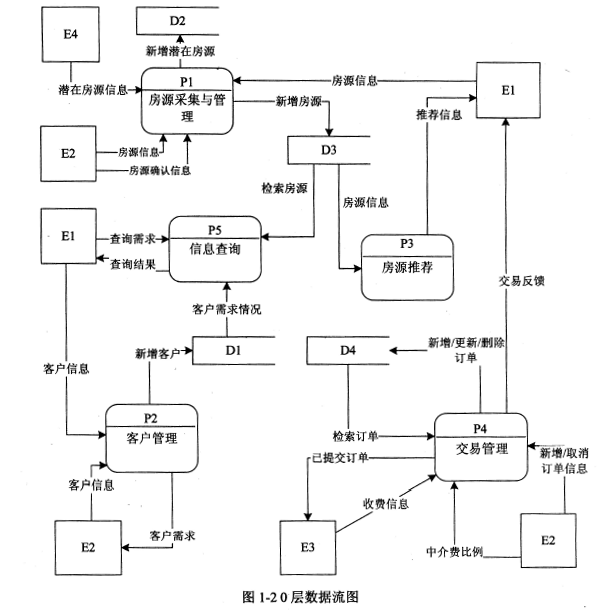 E4
D2
新增潜在房源
潜在房源信息
P1
房源采集与管
理
房源信息
E1
新增房源
推荐信息
E2
房源信息
房源确认信息
D3
检索房源
房源信息
E1
查询需求
查询结果
P5
信息查询
P3
房源推荐
交易反馈
客户需求情况
客户信息
新增客户
D1
D4
新增/更新/删除
订单
P2
客户管理
检索订单
P4
交易管理
已提交订单
新增/取消
订单信息
客户信息
收费信息
E2
客户需求
E3
中介费比例
E2
图 1-2 0 层数据流图